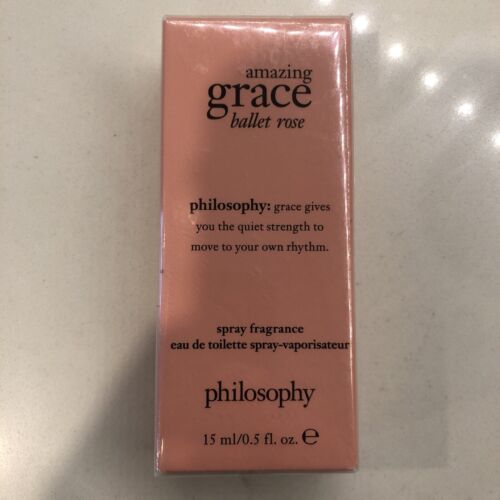 amazing
grace
ballet rose
philosophy: grace gives
you the quiet strength to
move to your own rhythm.
spray fragrance
eau de toilette spray-vaporisateur
philosophy
15 ml/0.5 fl. oz. ℮